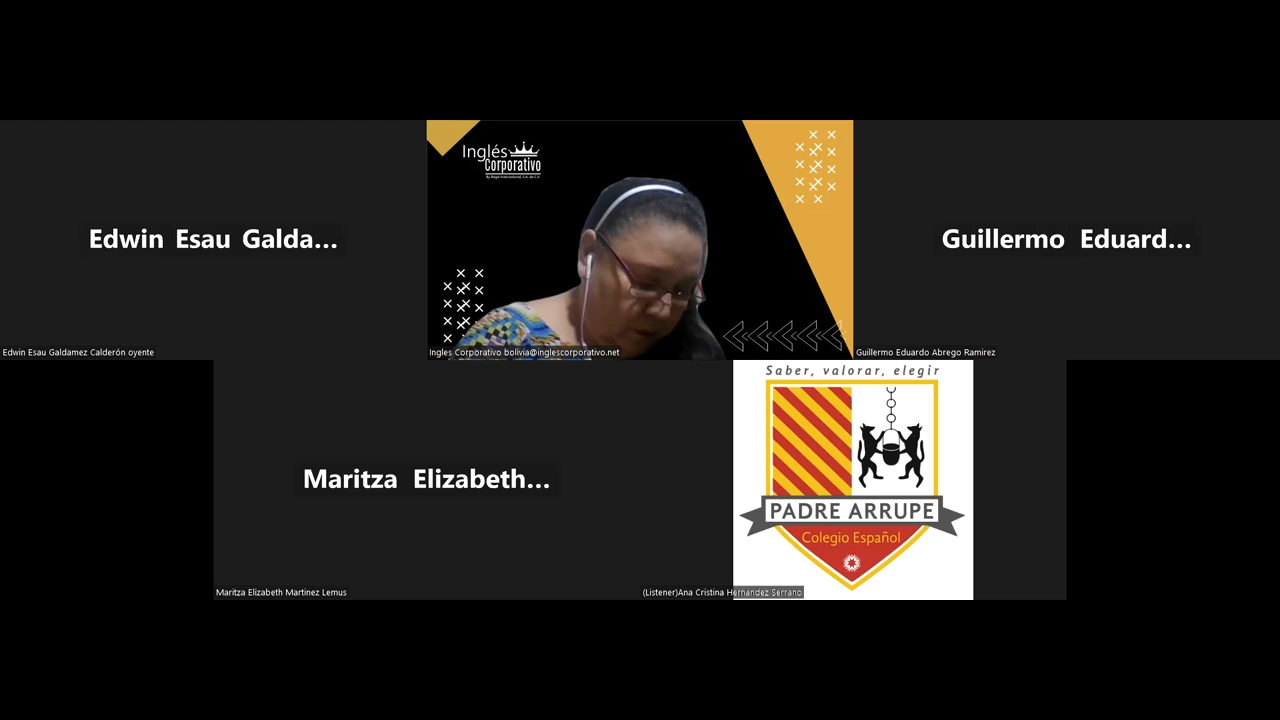 Edwin Esau Galda...
Edwin Esau Galdamez Calderón oyente
Inglés
Corporativo
Ingles Corporativo bolivia@inglescorporativo.net
Guillermo Eduard...
Guillermo Eduardo Abrego Ramirez
Maritza Elizabeth...
Maritza Elizabeth Martinez Lemus
Saber, valorar, elegir
PADRE ARRUPE
Colegio Español
(Listener)Ana Cristina Hernández Serrano